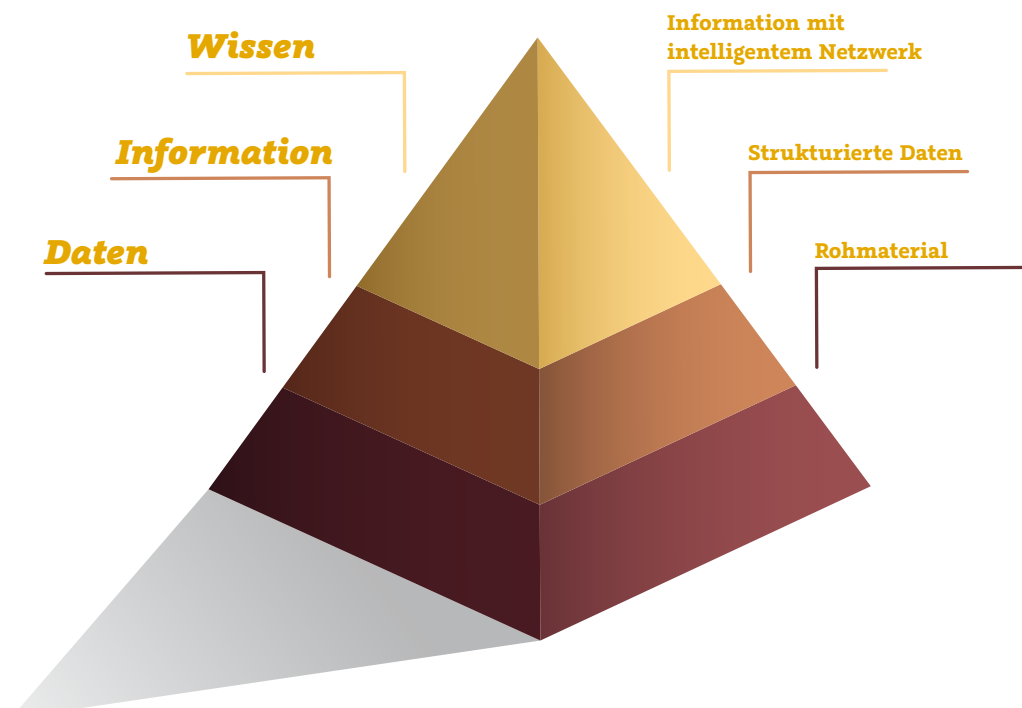 Wissen
Information mit
intelligentem Netzwerk
Information
Strukturierte Daten
Daten
Rohmaterial